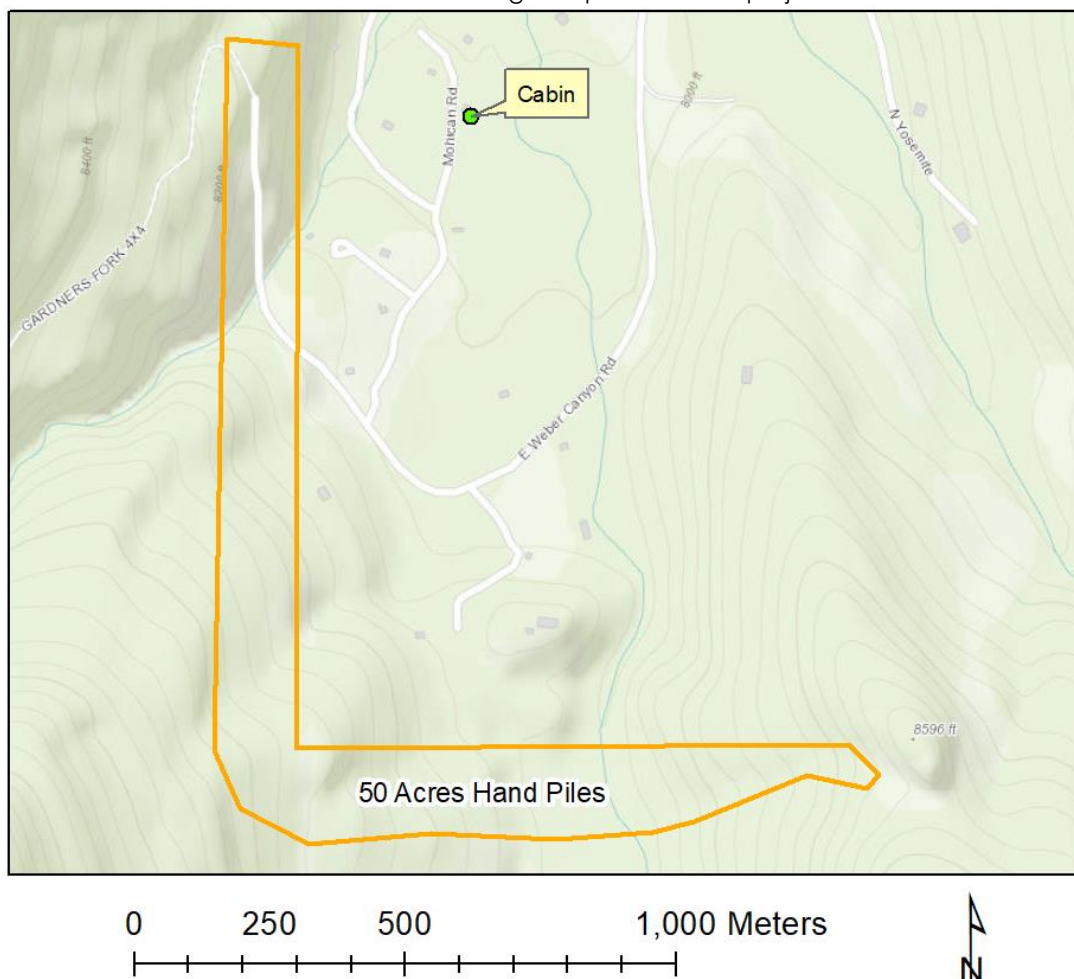 Cabin
Mohican Rd
8000 ft
N Yosemite
8400 ft
8200 ft
GARDNERS FORK 4X4
E Weber Canyon Rd
8596 ft
50 Acres Hand Piles
0 250 500 1,000 Meters
N